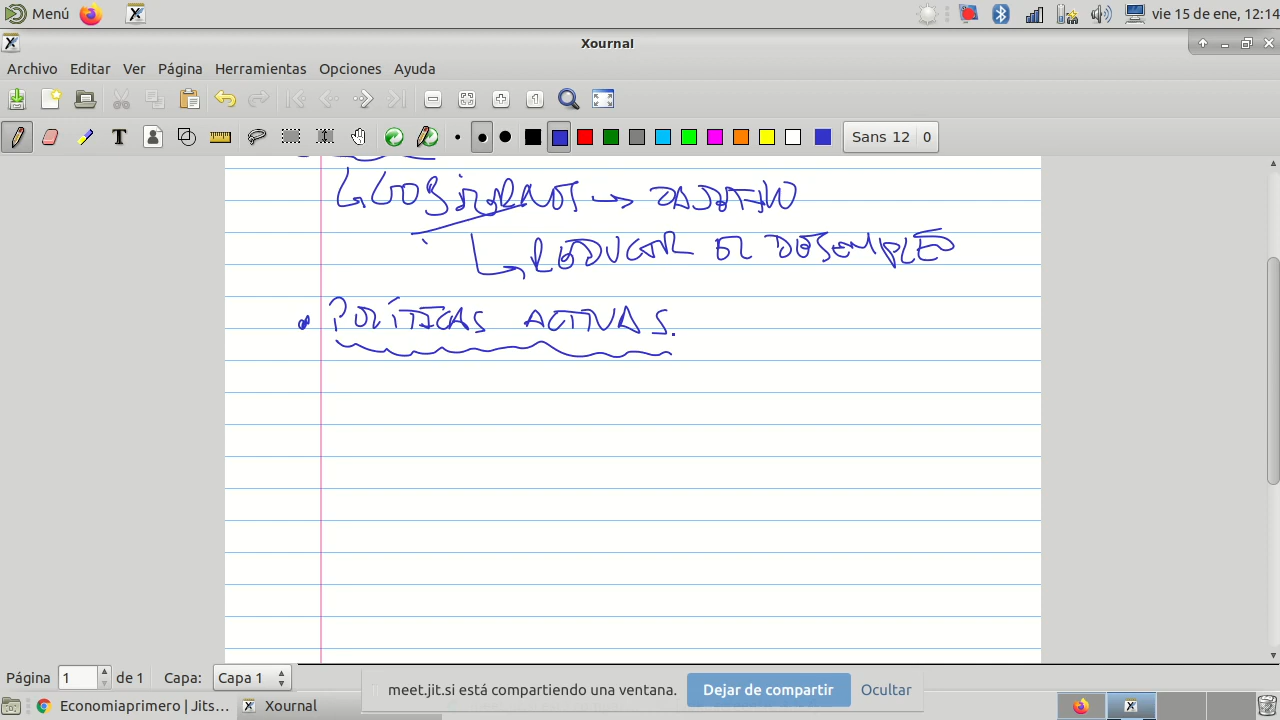 Menú vie 15 de ene, 12:14
Xournal
Archivo Editar Ver Página Herramientas Opciones Ayuda
Sans 12 0
GOBIERNOS → OBJETIVO
REDUCIR EL DESEMPLEO
• POLÍTICAS ACTIVAS.
Página 1 de 1 Capa: Capa 1
meet.jit.si está compartiendo una ventana. Dejar de compartir Ocultar
Economiaprimero | Jits... Xournal